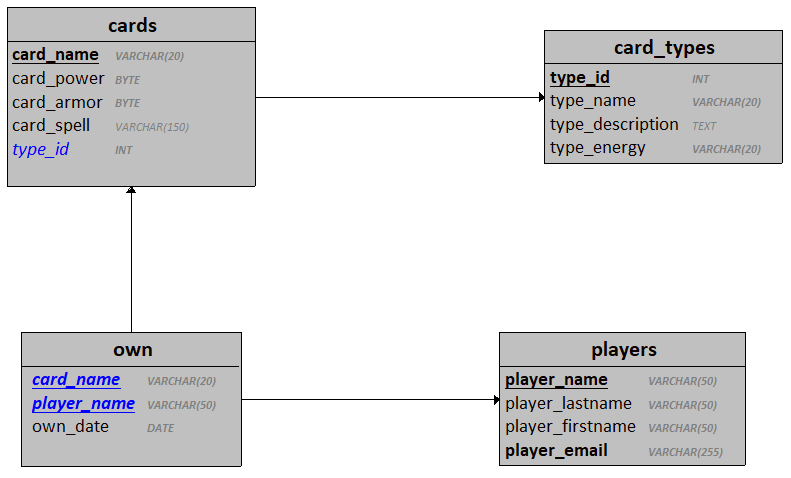 cards
card_name VARCHAR(20)
card_power BYTE
card_armor BYTE
card_spell VARCHAR(150)
type_id INT
card_types
type_id INT
type_name VARCHAR(20)
type_description TEXT
type_energy VARCHAR(20)
own
card_name VARCHAR(20)
player_name VARCHAR(50)
own_date DATE
players
player_name VARCHAR(50)
player_lastname VARCHAR(50)
player_firstname VARCHAR(50)
player_email VARCHAR(255)